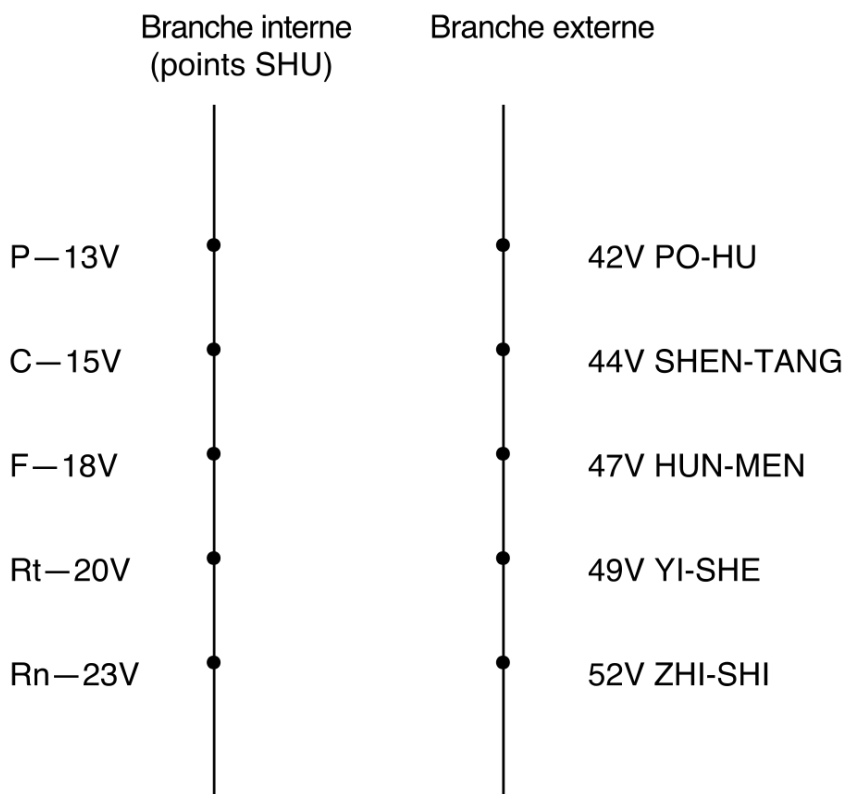 Branche interne
(points SHU)
Branche externe
P—13V
42V PO-HU
C—15V
44V SHEN-TANG
F—18V
47V HUN-MEN
Rt—20V
49V YI-SHE
Rn—23V
52V ZHI-SHI